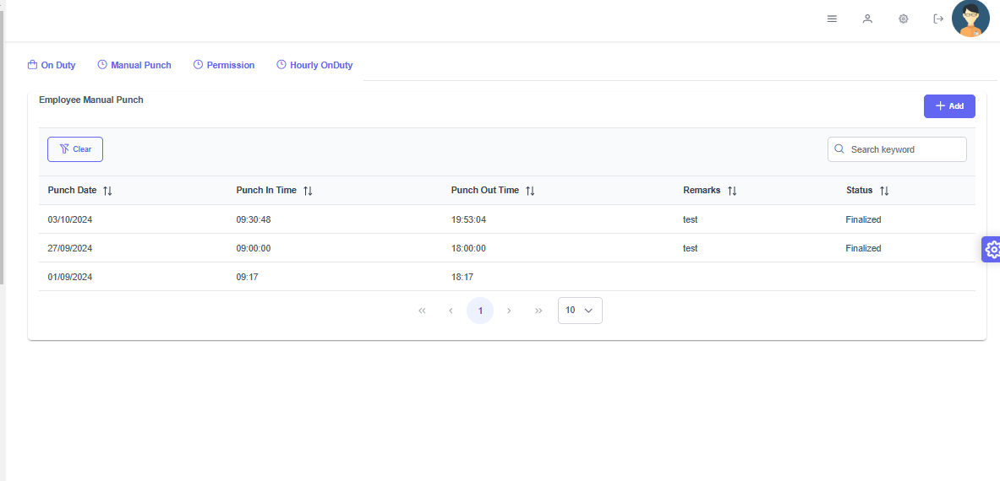 On Duty Manual Punch Permission Hourly OnDuty
Employee Manual Punch
Add
Clear
Search keyword
Punch Date Punch In Time Punch Out Time Remarks Status
03/10/2024 09:30:48 19:53:04 test Finalized
27/09/2024 09:00:00 18:00:00 test Finalized
01/09/2024 09:17 18:17
1 10